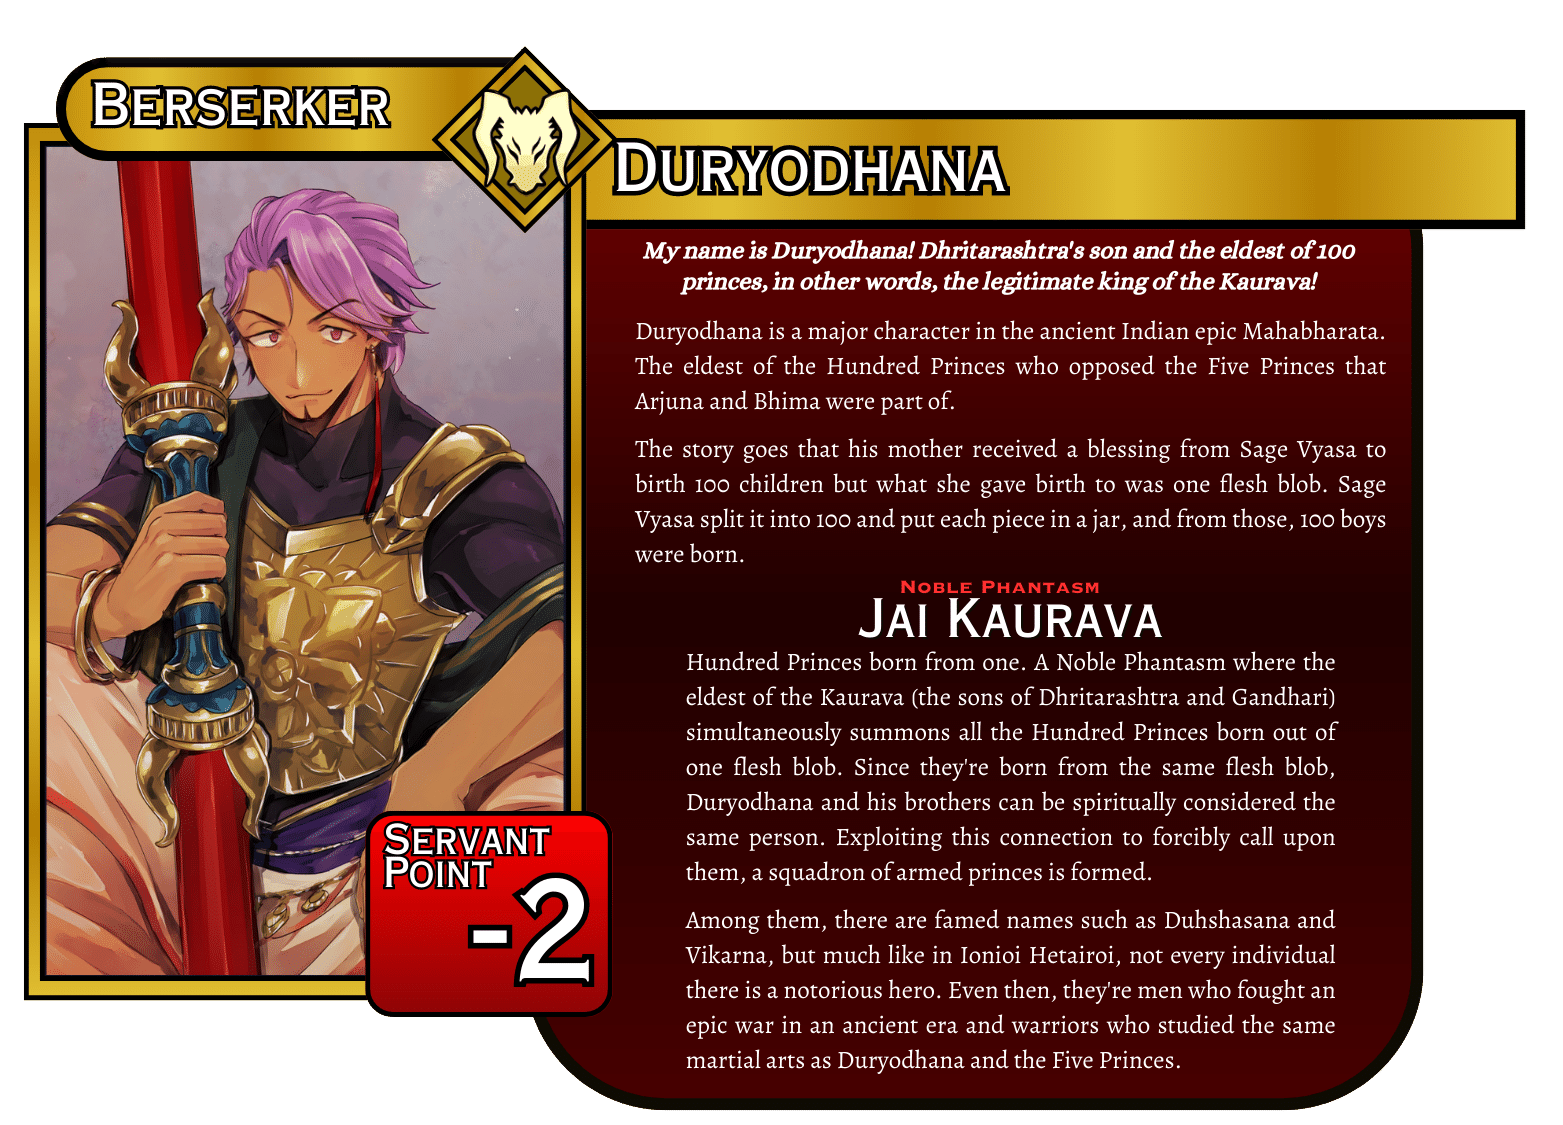 BERSERKER
DURYODHANA
My name is Duryodhana! Dhritarashtra's son and the eldest of 100
princes, in other words, the legitimate king of the Kaurava!
Duryodhana is a major character in the ancient Indian epic Mahabharata.
The eldest of the Hundred Princes who opposed the Five Princes that
Arjuna and Bhima were part of.
The story goes that his mother received a blessing from Sage Vyasa to
birth 100 children but what she gave birth to was one flesh blob. Sage
Vyasa split it into 100 and put each piece in a jar, and from those, 100 boys
were born.
NOBLE PHANTASM
JAI KAURAVA
Hundred Princes born from one. A Noble Phantasm where the
eldest of the Kaurava (the sons of Dhritarashtra and Gandhari)
simultaneously summons all the Hundred Princes born out of
one flesh blob. Since they're born from the same flesh blob,
Duryodhana and his brothers can be spiritually considered the
same person. Exploiting this connection to forcibly call upon
them, a squadron of armed princes is formed.
Among them, there are famed names such as Duhshasana and
Vikarna, but much like in Ionioi Hetairoi, not every individual
there is a notorious hero. Even then, they're men who fought an
epic war in an ancient era and warriors who studied the same
martial arts as Duryodhana and the Five Princes.
SERVANT
POINT
-2